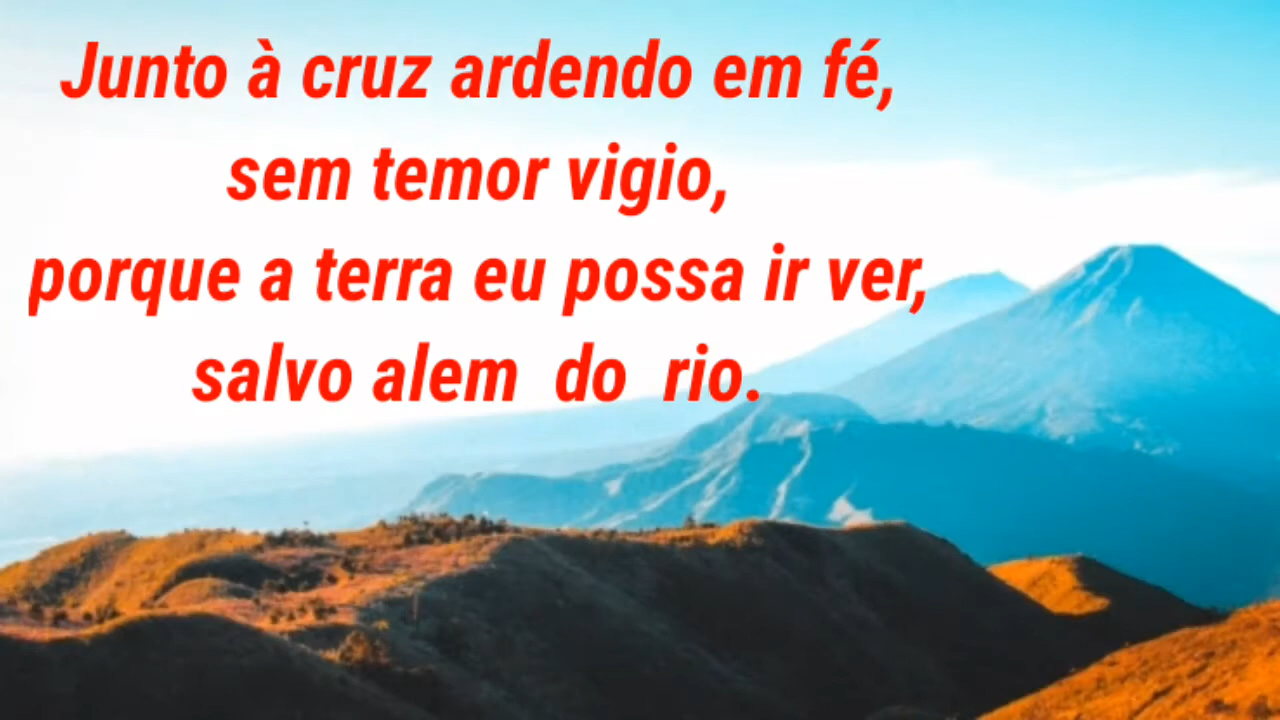 Junto à cruz ardendo em fé,
sem temor vigio,
porque a terra eu possa ir ver,
salvo alem do rio.